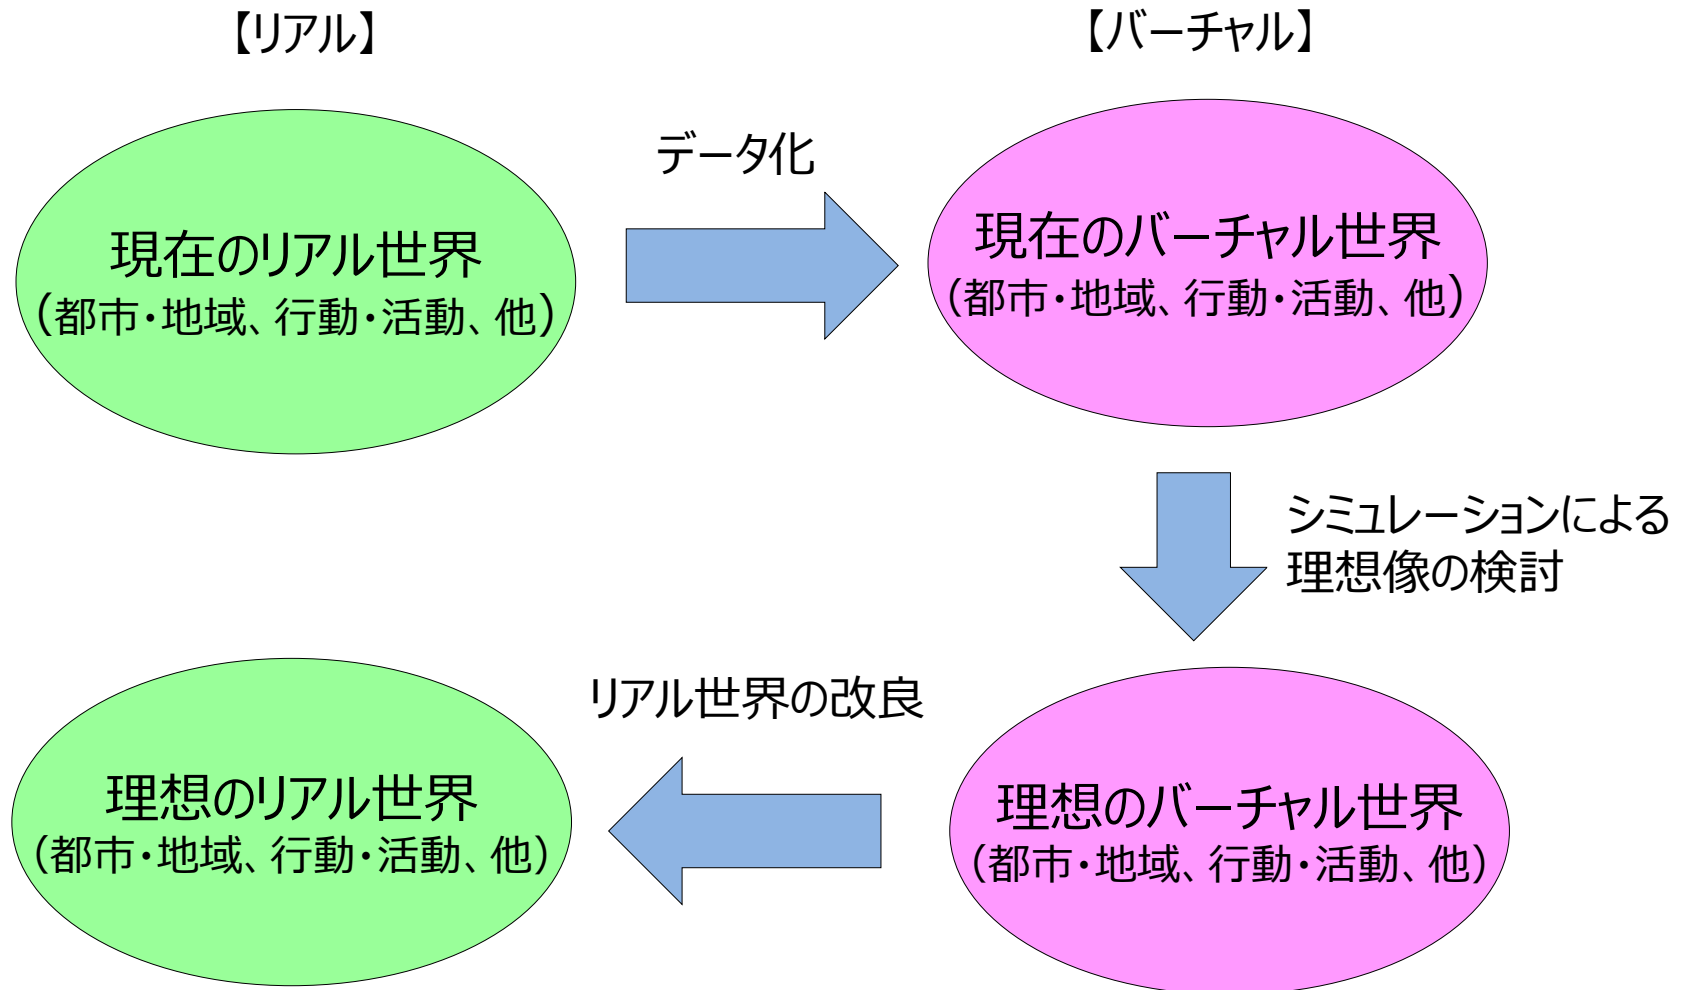 【リアル】
【バーチャル】
現在のリアル世界
(都市・地域、行動・活動、他)
データ化
現在のバーチャル世界
(都市・地域、行動・活動、他)
シミュレーションによる
理想像の検討
リアル世界の改良
理想のリアル世界
(都市・地域、行動・活動、他)
理想のバーチャル世界
(都市・地域、行動・活動、他)